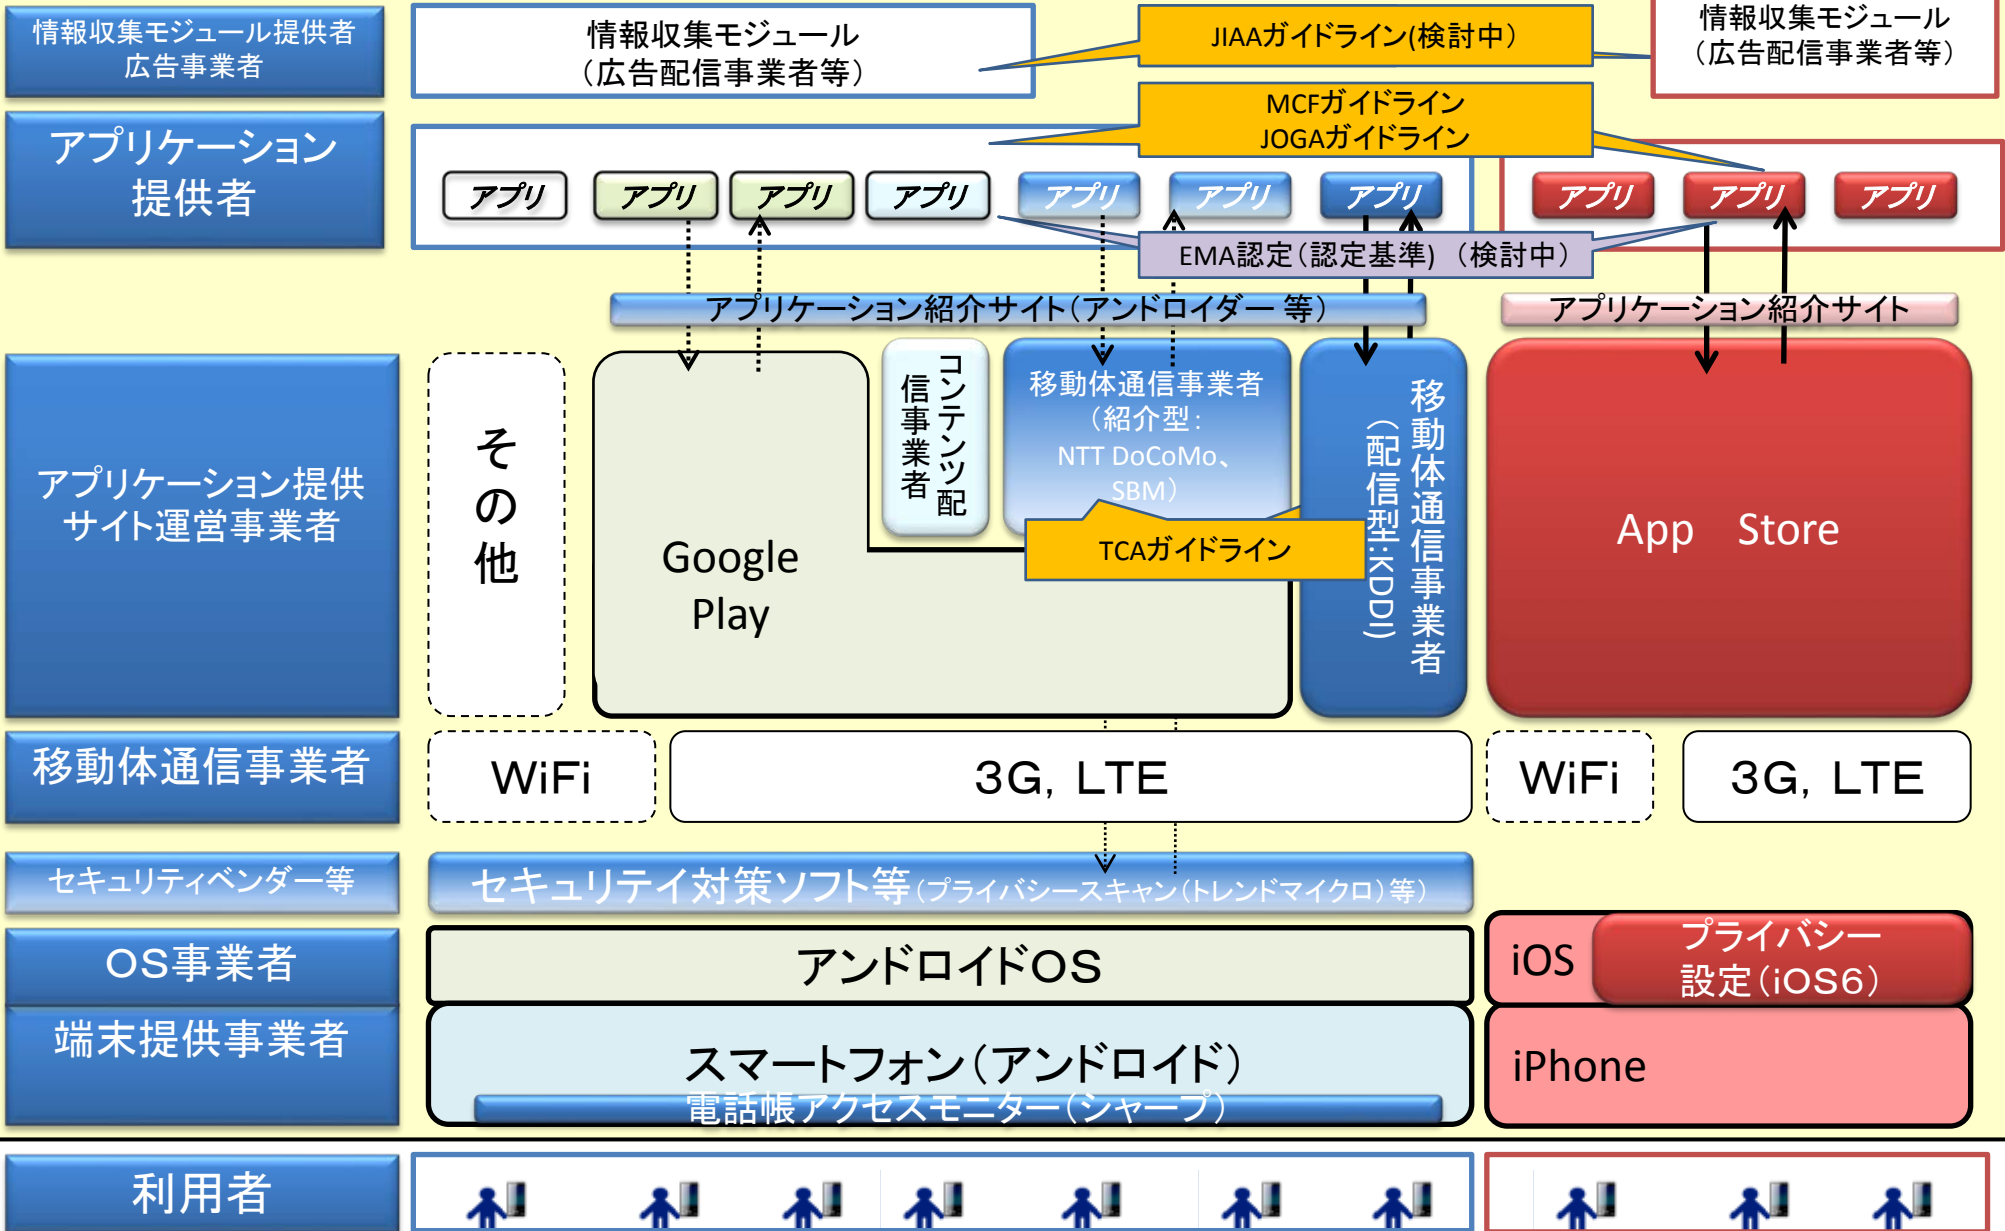 情報収集モジュール提供者
広告事業者
情報収集モジュール
（広告配信事業者等）
JIAAガイドライン(検討中）
情報収集モジュール
（広告配信事業者等）
アプリケーション
提供者
MCFガイドライン
JOGAガイドライン
アプリ
アプリ
アプリ
アプリ
アプリ
アプリ
アプリ
アプリ
アプリ
アプリ
EMA認定（認定基準）（検討中）
アプリケーション紹介サイト（アンドロイダー 等）
アプリケーション紹介サイト
アプリケーション提供
サイト運営事業者
その他
Google
Play
コンテンツ配
信事業者
移動体通信事業者
（紹介型：
NTT DoCoMo、
SBM）
TCAガイドライン
移動体通信事業者
（配信型：KDDI)
App　Store
移動体通信事業者
WiFi
3G，LTE
WiFi
3G，LTE
セキュリティベンダー等
セキュリテイ対策ソフト等（プライバシースキャン（トレンドマイクロ）等）
OS事業者
アンドロイドOS
iOS
プライバシー
設定（iOS6）
端末提供事業者
スマートフォン（アンドロイド）
電話帳アクセスモニター（シャープ）
iPhone
利用者